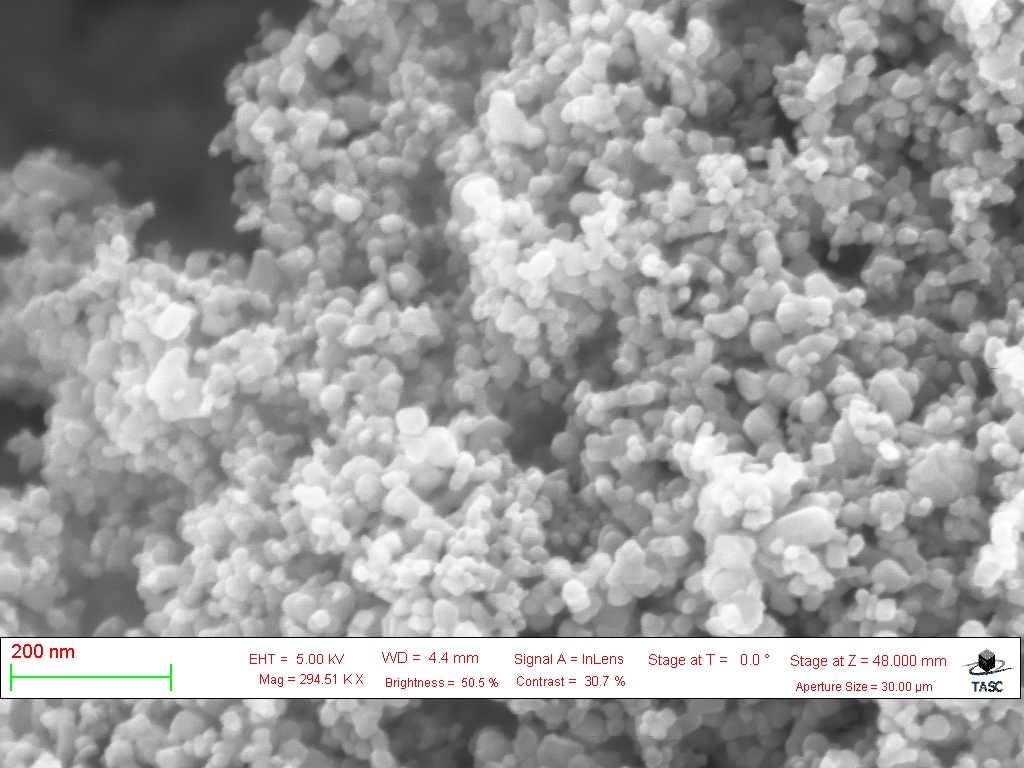 200 nm
EHT = 5.00 kV WD = 4.4 mm Signal A = InLens Stage at T = 0.0 ° Stage at Z = 48.000 mm
Mag = 294.51 K X Brightness = 50.5 % Contrast = 30.7 % Aperture Size = 30.00 µm
TASC